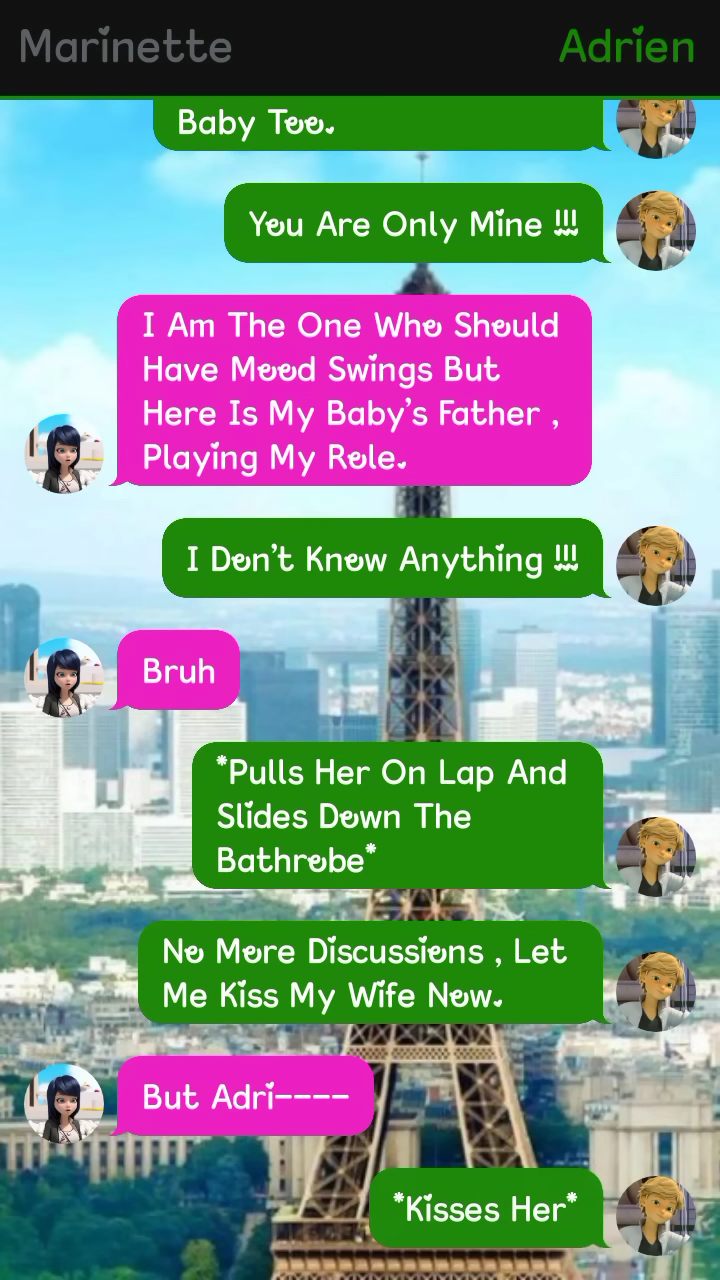 Marinette
Adrien
Baby Too.
You Are Only Mine !!!
I Am The One Who Should
Have Mood Swings But
Here Is My Baby's Father ,
Playing My Role.
I Don't Know Anything !!!
Bruh
*Pulls Her On Lap And
Slides Down The
Bathrobe*
No More Discussions , Let
Me Kiss My Wife Now.
But Adri----
*Kisses Her*